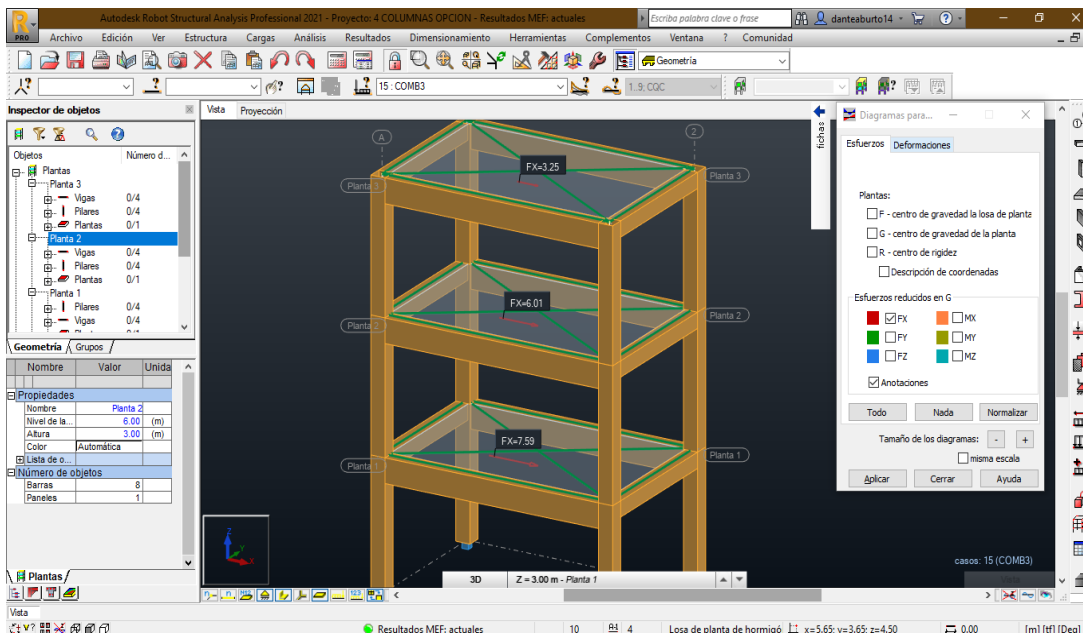 Autodesk Robot Structural Analysis Professional 2021 - Proyecto: 4 COLUMNAS OPCION - Resultados MEF: actuales
Escriba palabra clave o frase
danteaburto14
PRO
Archivo Edición Ver Estructura Cargas Análisis Resultados Dimensionamiento Herramientas Complementos Ventana ? Comunidad
Geometría
15 : COMB3
1..9; CQC
Inspector de objetos
Objetos Número d...
Plantas
Planta 3
Vigas 0/4
Pilares 0/4
Plantas 0/1
Planta 2
Vigas 0/4
Pilares 0/4
Plantas 0/1
Planta 1
Pilares 0/4
Vigas 0/4
Geometría Grupos
Nombre Valor Unida
Propiedades
Nombre Planta 2
Nivel de la... 6.00 (m)
Altura 3.00 (m)
Color Automática
Lista de o...
Número de objetos
Barras 8
Paneles 1
Plantas
Vista Proyección
A
2
FX=3.25
Planta 3
Planta 3
FX=6.01
Planta 2
Planta 2
FX=7.59
Planta 1
Planta 1
Z
Y
X
casos: 15 (COMB3)
3D Z = 3.00 m - Planta 1
Vista
fichas
Diagramas para...
Esfuerzos Deformaciones
Plantas:
F - centro de gravedad la losa de planta
G - centro de gravedad de la planta
R - centro de rigidez
Descripción de coordenadas
Esfuerzos reducidos en G
FX MX
FY MY
FZ MZ
Anotaciones
Todo Nada Normalizar
Tamaño de los diagramas: - +
misma escala
Aplicar Cerrar Ayuda
Vista
Resultados MEF: actuales 10 4 Losa de planta de hormigó x=5.65; y=3.65; z=4.50 0.00 [m] [tf] [Deg]